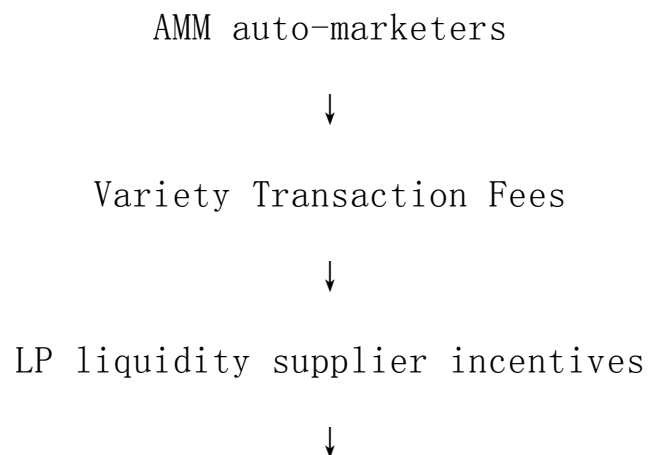 AMM auto-marketers
↓
Variety Transaction Fees
↓
LP liquidity supplier incentives
↓